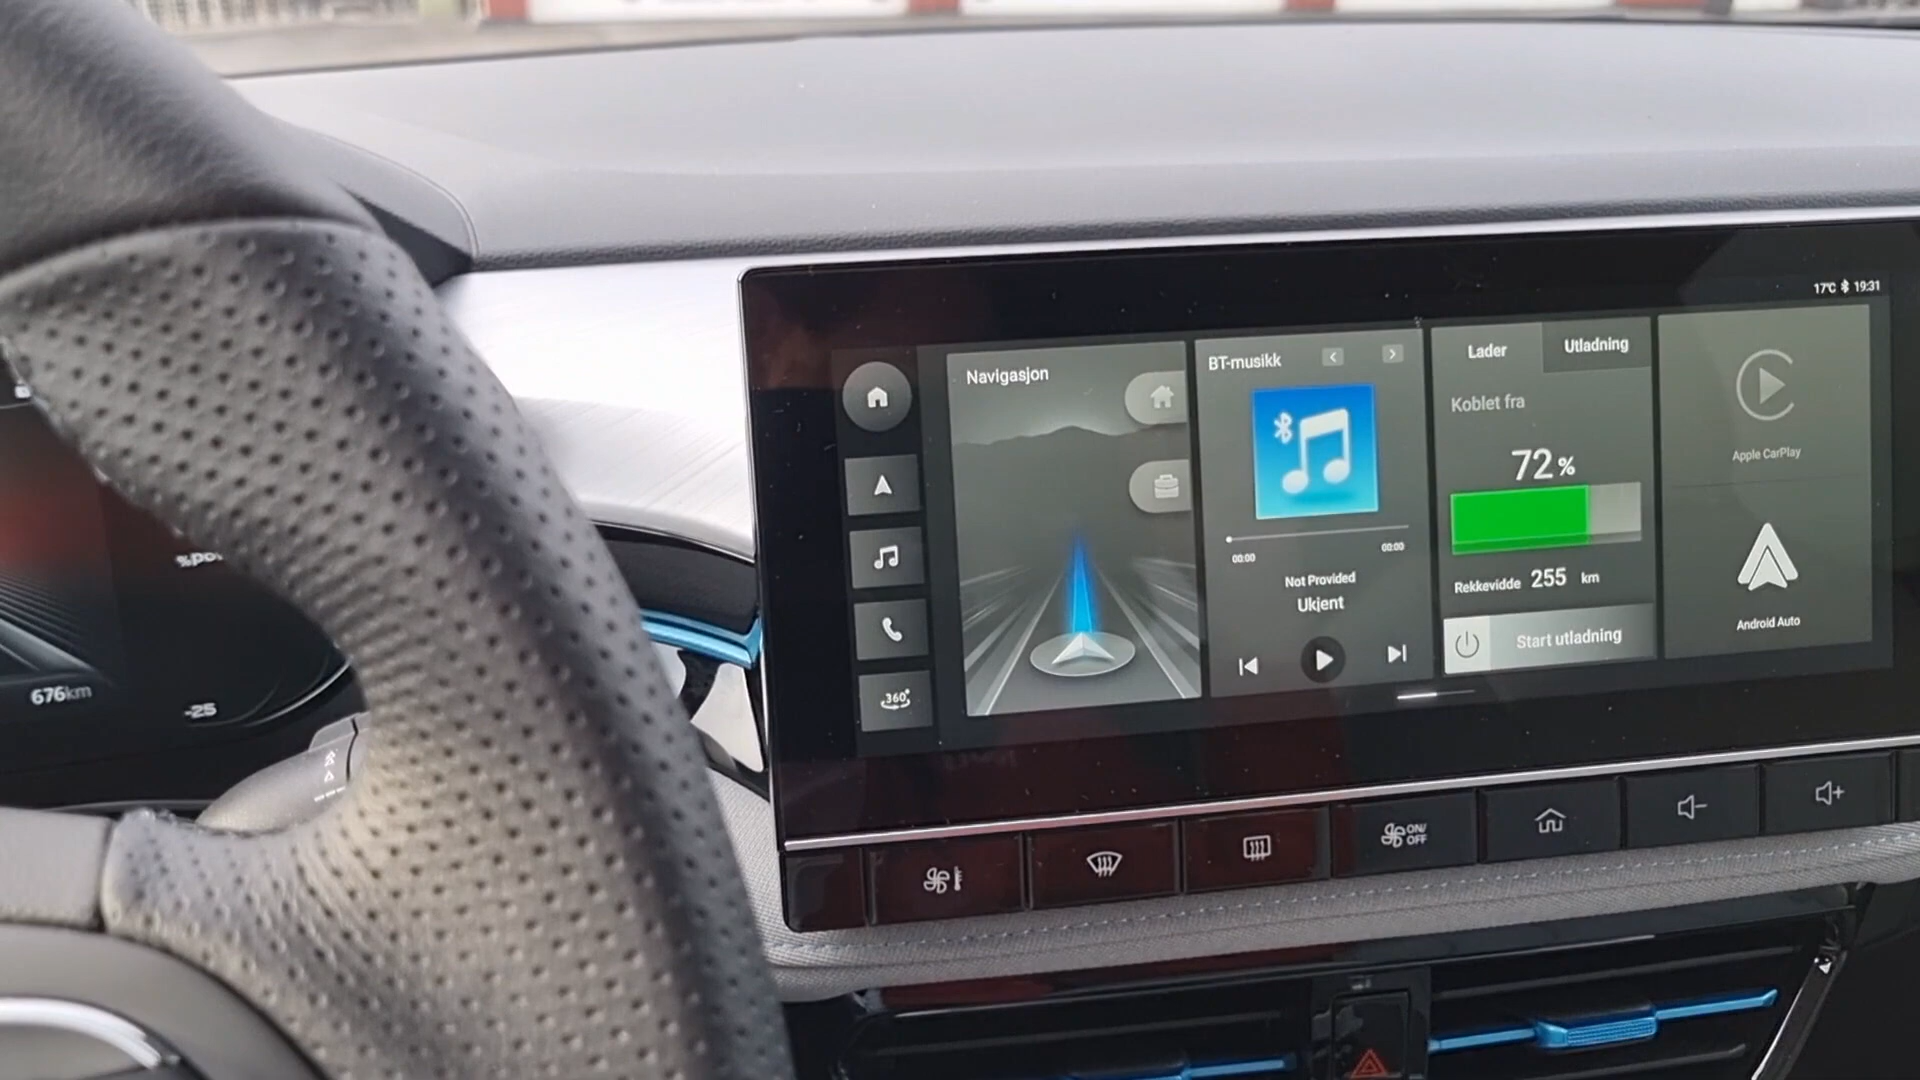 17℃ 19:31
Navigasjon
BT-musikk
Lader
Utladning
Koblet fra
72%
Rekkevidde 255 km
Start utladning
00:00
00:00
Not Provided
Ukjent
Apple CarPlay
Android Auto
360°
676km
-25
ON/
OFF